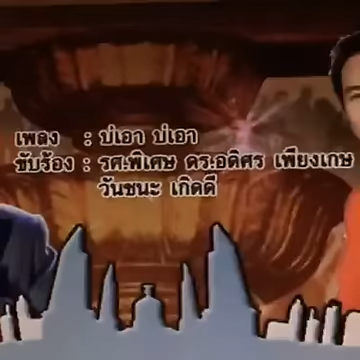 เพลง : บ่เอา บ่เอา
ขับร้อง : รศ.พิเศษ ดร.อดิศร เพียงเกษ
วันชนะ เกิดดี